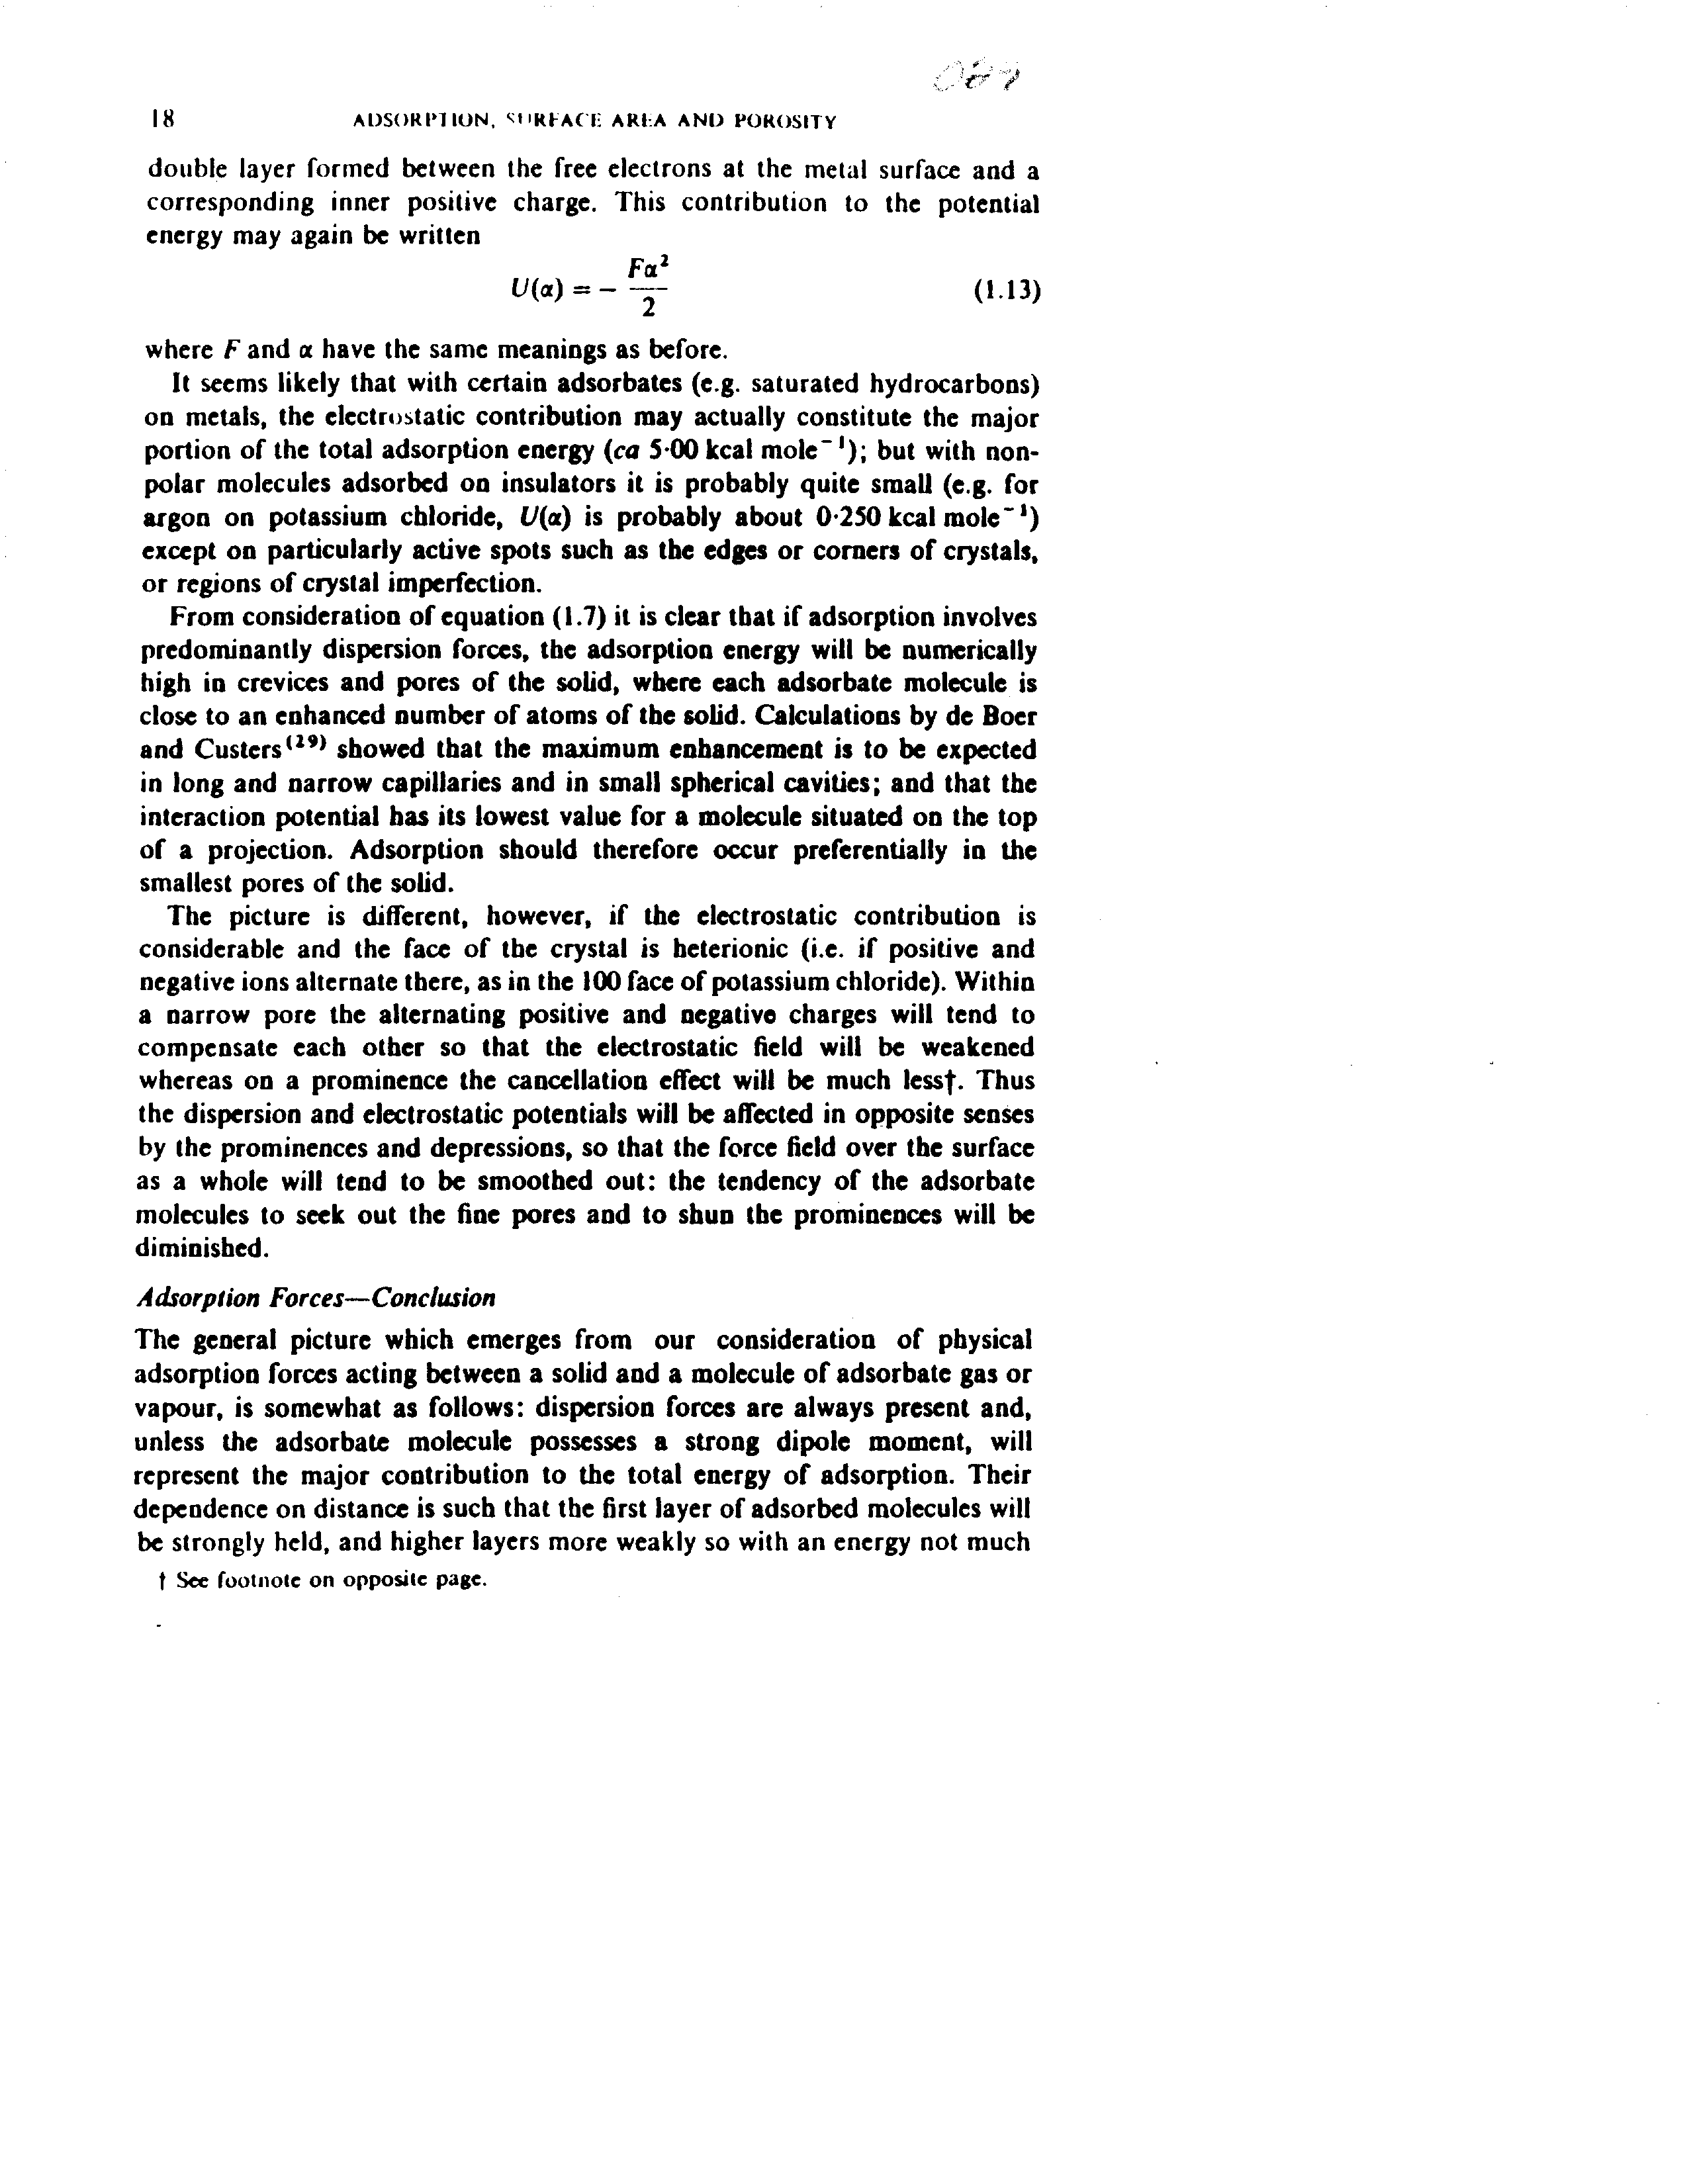 18 ADSORPTION, SURFACE AREA AND POROSITY
double layer formed between the free electrons at the metal surface and a
corresponding inner positive charge. This contribution to the potential
energy may again be written
U(α) = − Fα²/2 (1.13)
where F and α have the same meanings as before.
It seems likely that with certain adsorbates (e.g. saturated hydrocarbons)
on metals, the electrostatic contribution may actually constitute the major
portion of the total adsorption energy (ca 5·00 kcal mole⁻¹); but with non-
polar molecules adsorbed on insulators it is probably quite small (e.g. for
argon on potassium chloride, U(α) is probably about 0·250 kcal mole⁻¹)
except on particularly active spots such as the edges or corners of crystals,
or regions of crystal imperfection.
From consideration of equation (1.7) it is clear that if adsorption involves
predominantly dispersion forces, the adsorption energy will be numerically
high in crevices and pores of the solid, where each adsorbate molecule is
close to an enhanced number of atoms of the solid. Calculations by de Boer
and Custers⁽²⁹⁾ showed that the maximum enhancement is to be expected
in long and narrow capillaries and in small spherical cavities; and that the
interaction potential has its lowest value for a molecule situated on the top
of a projection. Adsorption should therefore occur preferentially in the
smallest pores of the solid.
The picture is different, however, if the electrostatic contribution is
considerable and the face of the crystal is heterionic (i.e. if positive and
negative ions alternate there, as in the 100 face of potassium chloride). Within
a narrow pore the alternating positive and negative charges will tend to
compensate each other so that the electrostatic field will be weakened
whereas on a prominence the cancellation effect will be much less†. Thus
the dispersion and electrostatic potentials will be affected in opposite senses
by the prominences and depressions, so that the force field over the surface
as a whole will tend to be smoothed out: the tendency of the adsorbate
molecules to seek out the fine pores and to shun the prominences will be
diminished.
Adsorption Forces—Conclusion
The general picture which emerges from our consideration of physical
adsorption forces acting between a solid and a molecule of adsorbate gas or
vapour, is somewhat as follows: dispersion forces are always present and,
unless the adsorbate molecule possesses a strong dipole moment, will
represent the major contribution to the total energy of adsorption. Their
dependence on distance is such that the first layer of adsorbed molecules will
be strongly held, and higher layers more weakly so with an energy not much
† See footnote on opposite page.